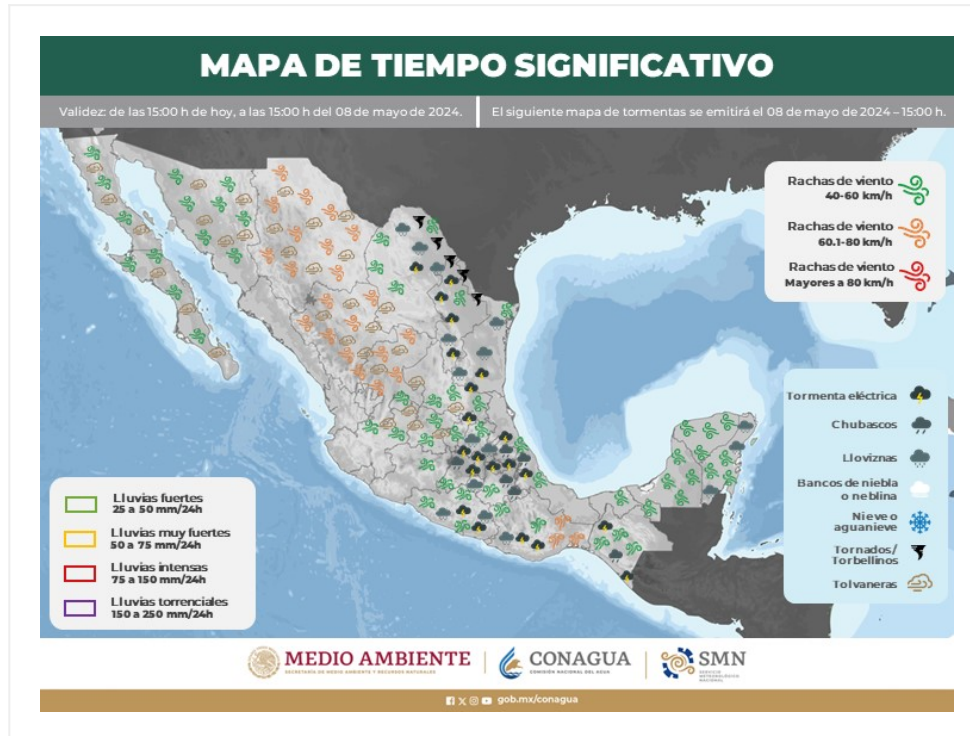 MAPA DE TIEMPO SIGNIFICATIVO
Validez: de las 15:00 h de hoy, a las 15:00 h del 08 de mayo de 2024.
El siguiente mapa de tormentas se emitirá el 08 de mayo de 2024 – 15:00 h.
Rachas de viento
40-60 km/h
Rachas de viento
60.1-80 km/h
Rachas de viento
Mayores a 80 km/h
Tormenta eléctrica
Chubascos
Lloviznas
Bancos de niebla
o neblina
Nieve o
aguanieve
Tornados/
Torbellinos
Tolvaneras
Lluvias fuertes
25 a 50 mm/24h
Lluvias muy fuertes
50 a 75 mm/24h
Lluvias intensas
75 a 150 mm/24h
Lluvias torrenciales
150 a 250 mm/24h
MEDIO AMBIENTE
SECRETARÍA DE MEDIO AMBIENTE Y RECURSOS NATURALES
CONAGUA
COMISIÓN NACIONAL DEL AGUA
SMN
SERVICIO
METEOROLÓGICO
NACIONAL
gob.mx/conagua